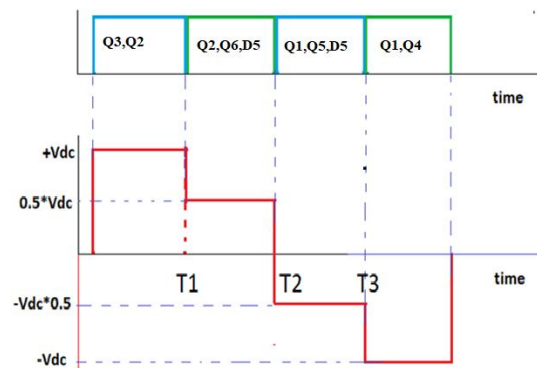 Q3,Q2
Q2,Q6,D5
Q1,Q5,D5
Q1,Q4
time
+Vdc
0.5*Vdc
T1
T2
T3
time
-Vdc*0.5
-Vdc